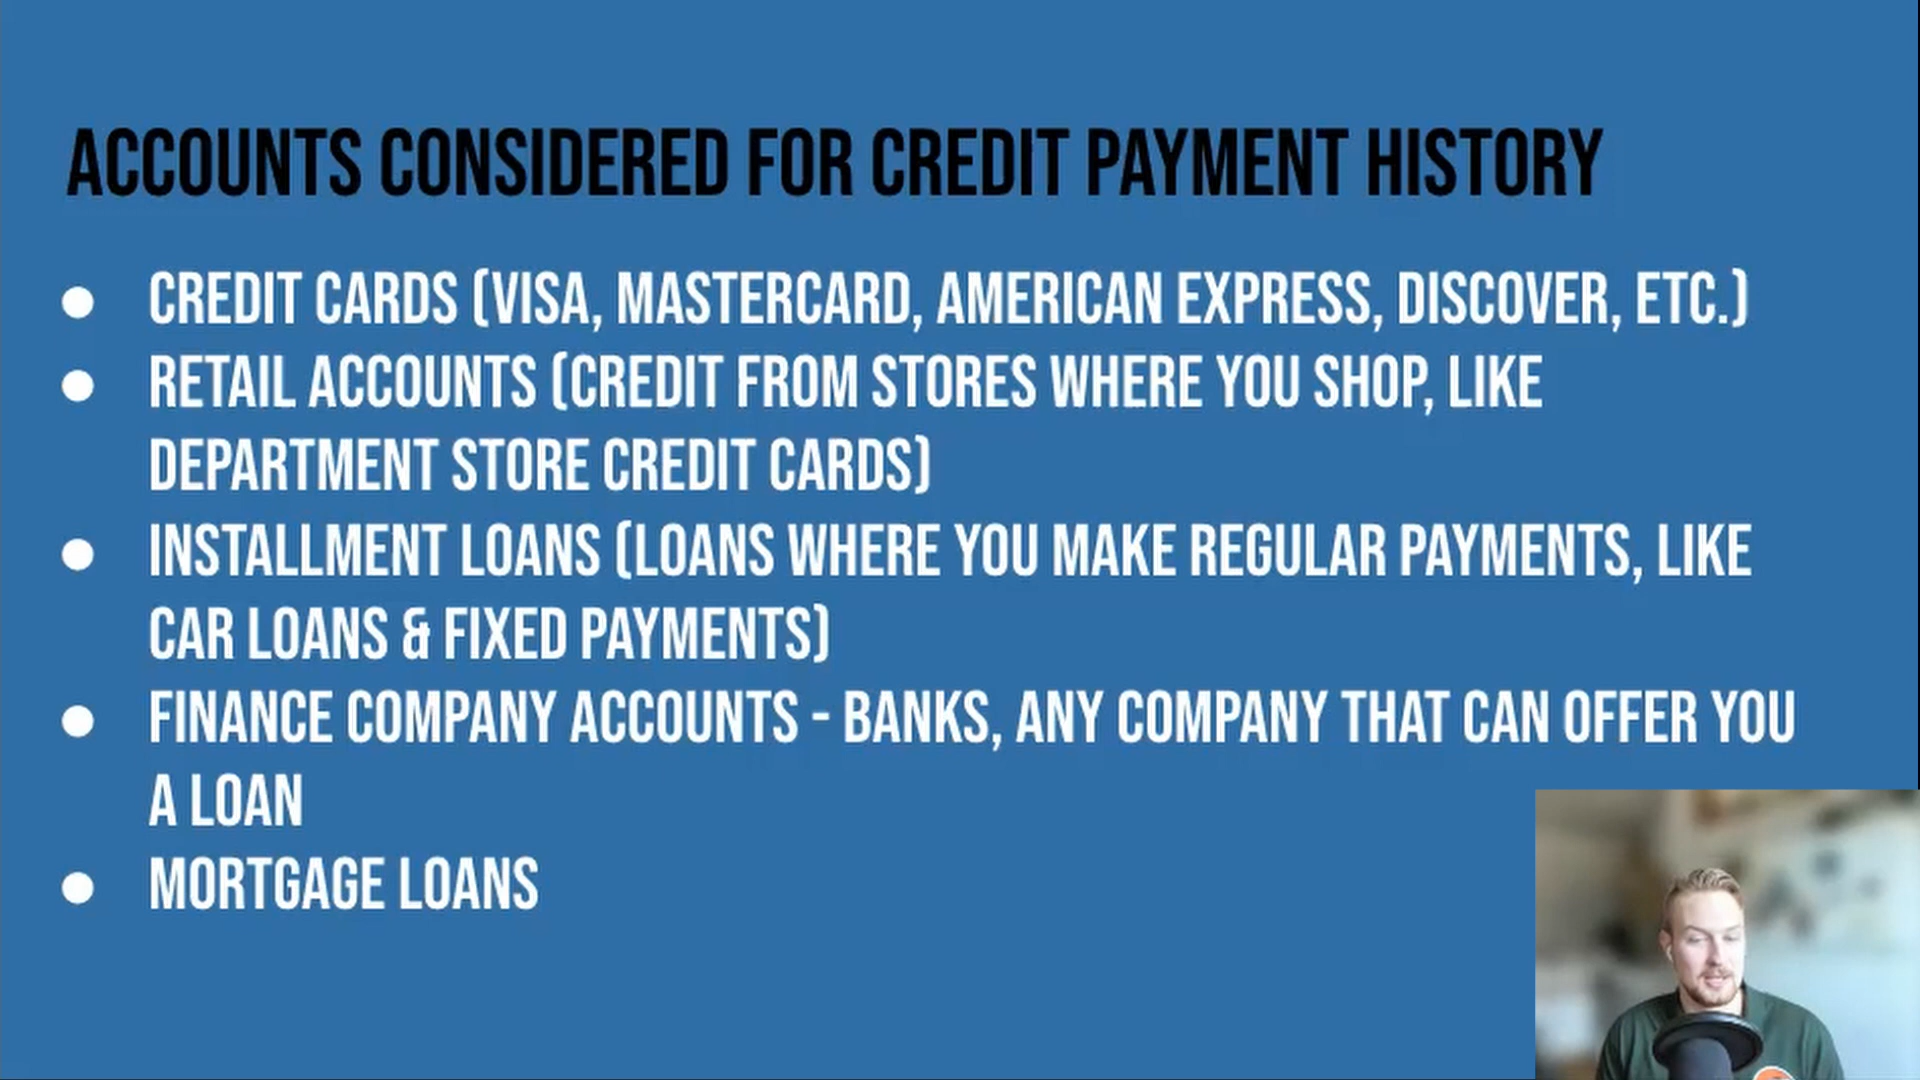 ACCOUNTS CONSIDERED FOR CREDIT PAYMENT HISTORY
● CREDIT CARDS (VISA, MASTERCARD, AMERICAN EXPRESS, DISCOVER, ETC.)
● RETAIL ACCOUNTS (CREDIT FROM STORES WHERE YOU SHOP, LIKE
DEPARTMENT STORE CREDIT CARDS)
● INSTALLMENT LOANS (LOANS WHERE YOU MAKE REGULAR PAYMENTS, LIKE
CAR LOANS & FIXED PAYMENTS)
● FINANCE COMPANY ACCOUNTS - BANKS, ANY COMPANY THAT CAN OFFER YOU
A LOAN
● MORTGAGE LOANS